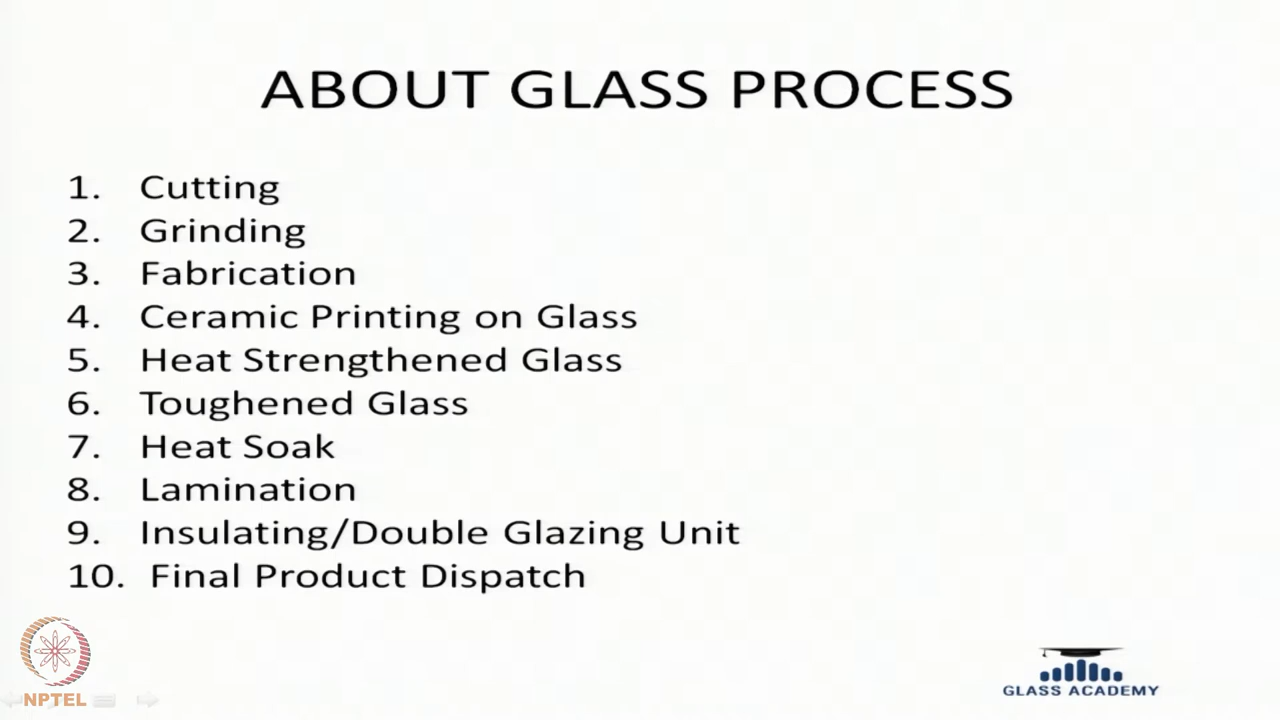 ABOUT GLASS PROCESS
1. Cutting
2. Grinding
3. Fabrication
4. Ceramic Printing on Glass
5. Heat Strengthened Glass
6. Toughened Glass
7. Heat Soak
8. Lamination
9. Insulating/Double Glazing Unit
10. Final Product Dispatch
NPTEL
GLASS ACADEMY